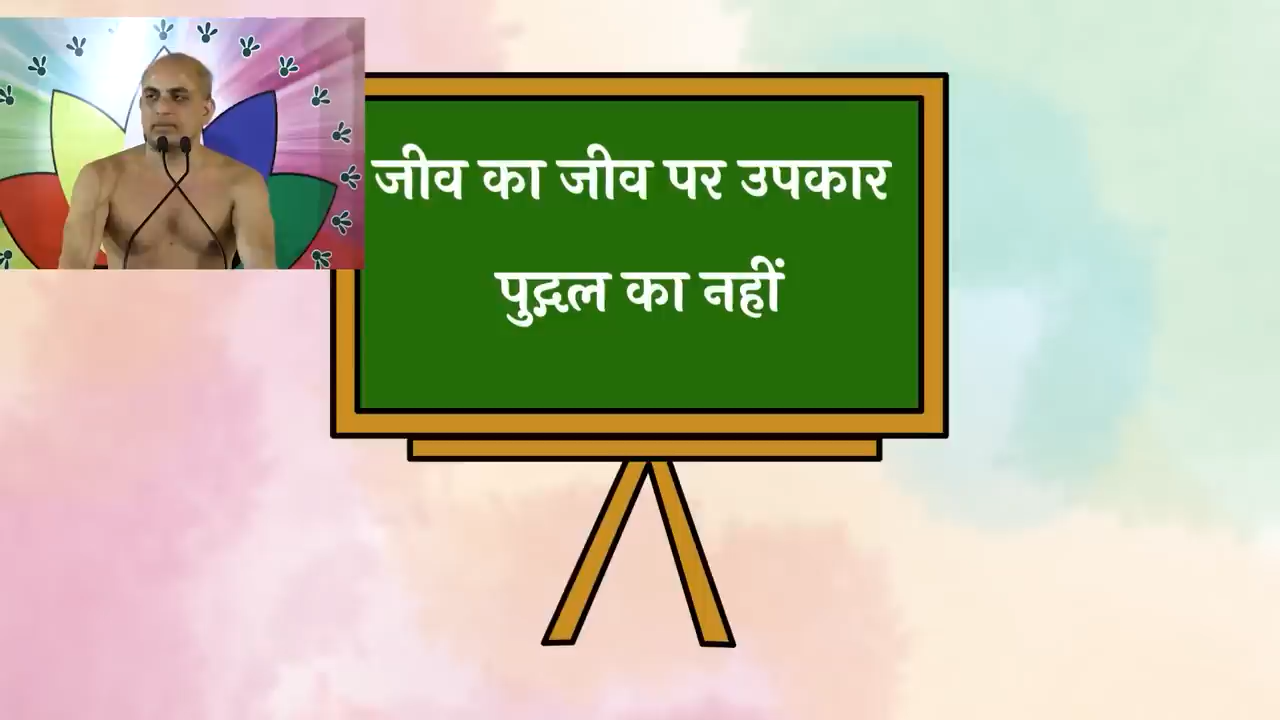 जीव का जीव पर उपकार
पुद्गल का नहीं